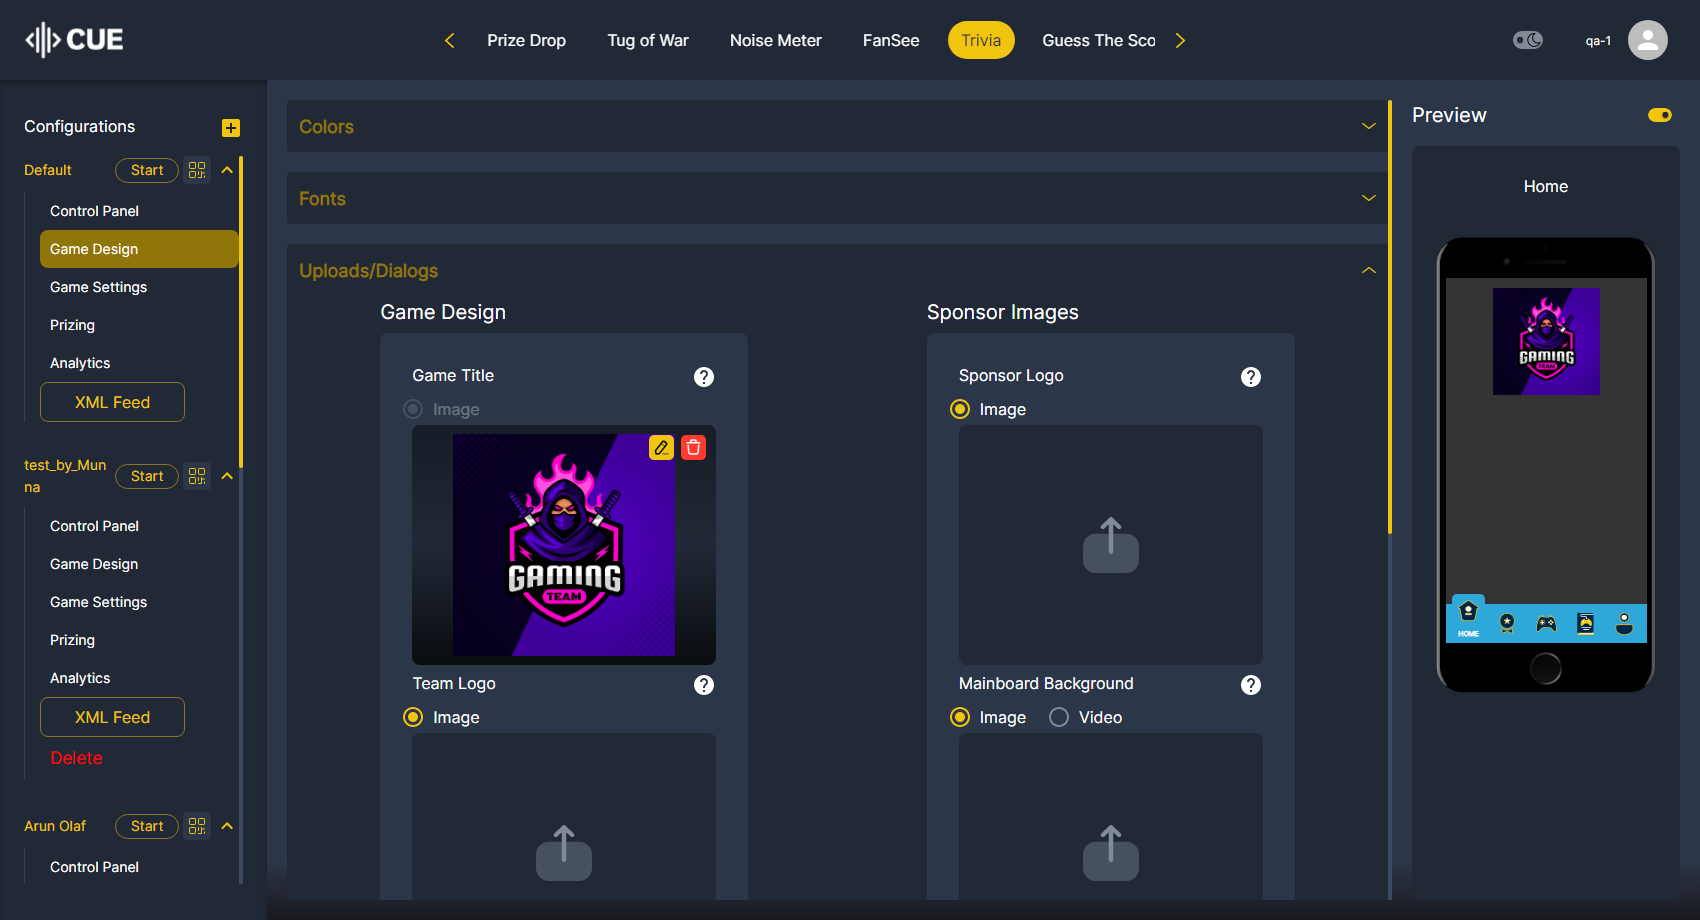 CUE
Prize Drop
Tug of War
Noise Meter
FanSee
Trivia
Guess The Sco
qa-1
Configurations
Default
Start
Control Panel
Game Design
Game Settings
Prizing
Analytics
XML Feed
test_by_Mun
na
Start
Control Panel
Game Design
Game Settings
Prizing
Analytics
XML Feed
Delete
Arun Olaf
Start
Control Panel
Colors
Fonts
Uploads/Dialogs
Game Design
Game Title
Image
GAMING
TEAM
Team Logo
Image
Sponsor Images
Sponsor Logo
Image
Mainboard Background
Image
Video
Preview
Home
GAMING
TEAM
HOME